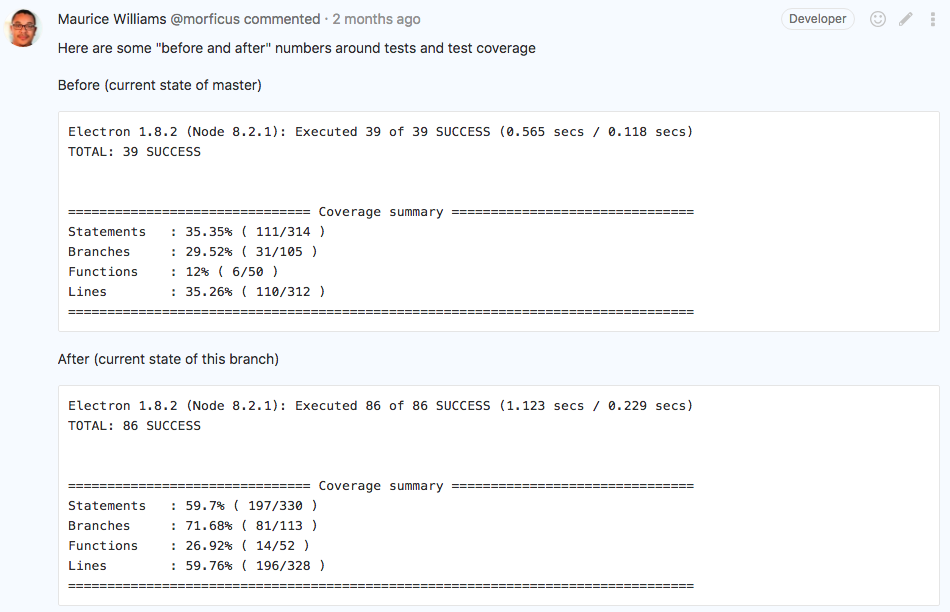 Maurice Williams @morficus commented · 2 months ago
Developer
Here are some "before and after" numbers around tests and test coverage
Before (current state of master)
Electron 1.8.2 (Node 8.2.1): Executed 39 of 39 SUCCESS (0.565 secs / 0.118 secs)
TOTAL: 39 SUCCESS
=============================== Coverage summary ===============================
Statements   : 35.35% ( 111/314 )
Branches     : 29.52% ( 31/105 )
Functions    : 12% ( 6/50 )
Lines        : 35.26% ( 110/312 )
================================================================================
After (current state of this branch)
Electron 1.8.2 (Node 8.2.1): Executed 86 of 86 SUCCESS (1.123 secs / 0.229 secs)
TOTAL: 86 SUCCESS
=============================== Coverage summary ===============================
Statements   : 59.7% ( 197/330 )
Branches     : 71.68% ( 81/113 )
Functions    : 26.92% ( 14/52 )
Lines        : 59.76% ( 196/328 )
================================================================================